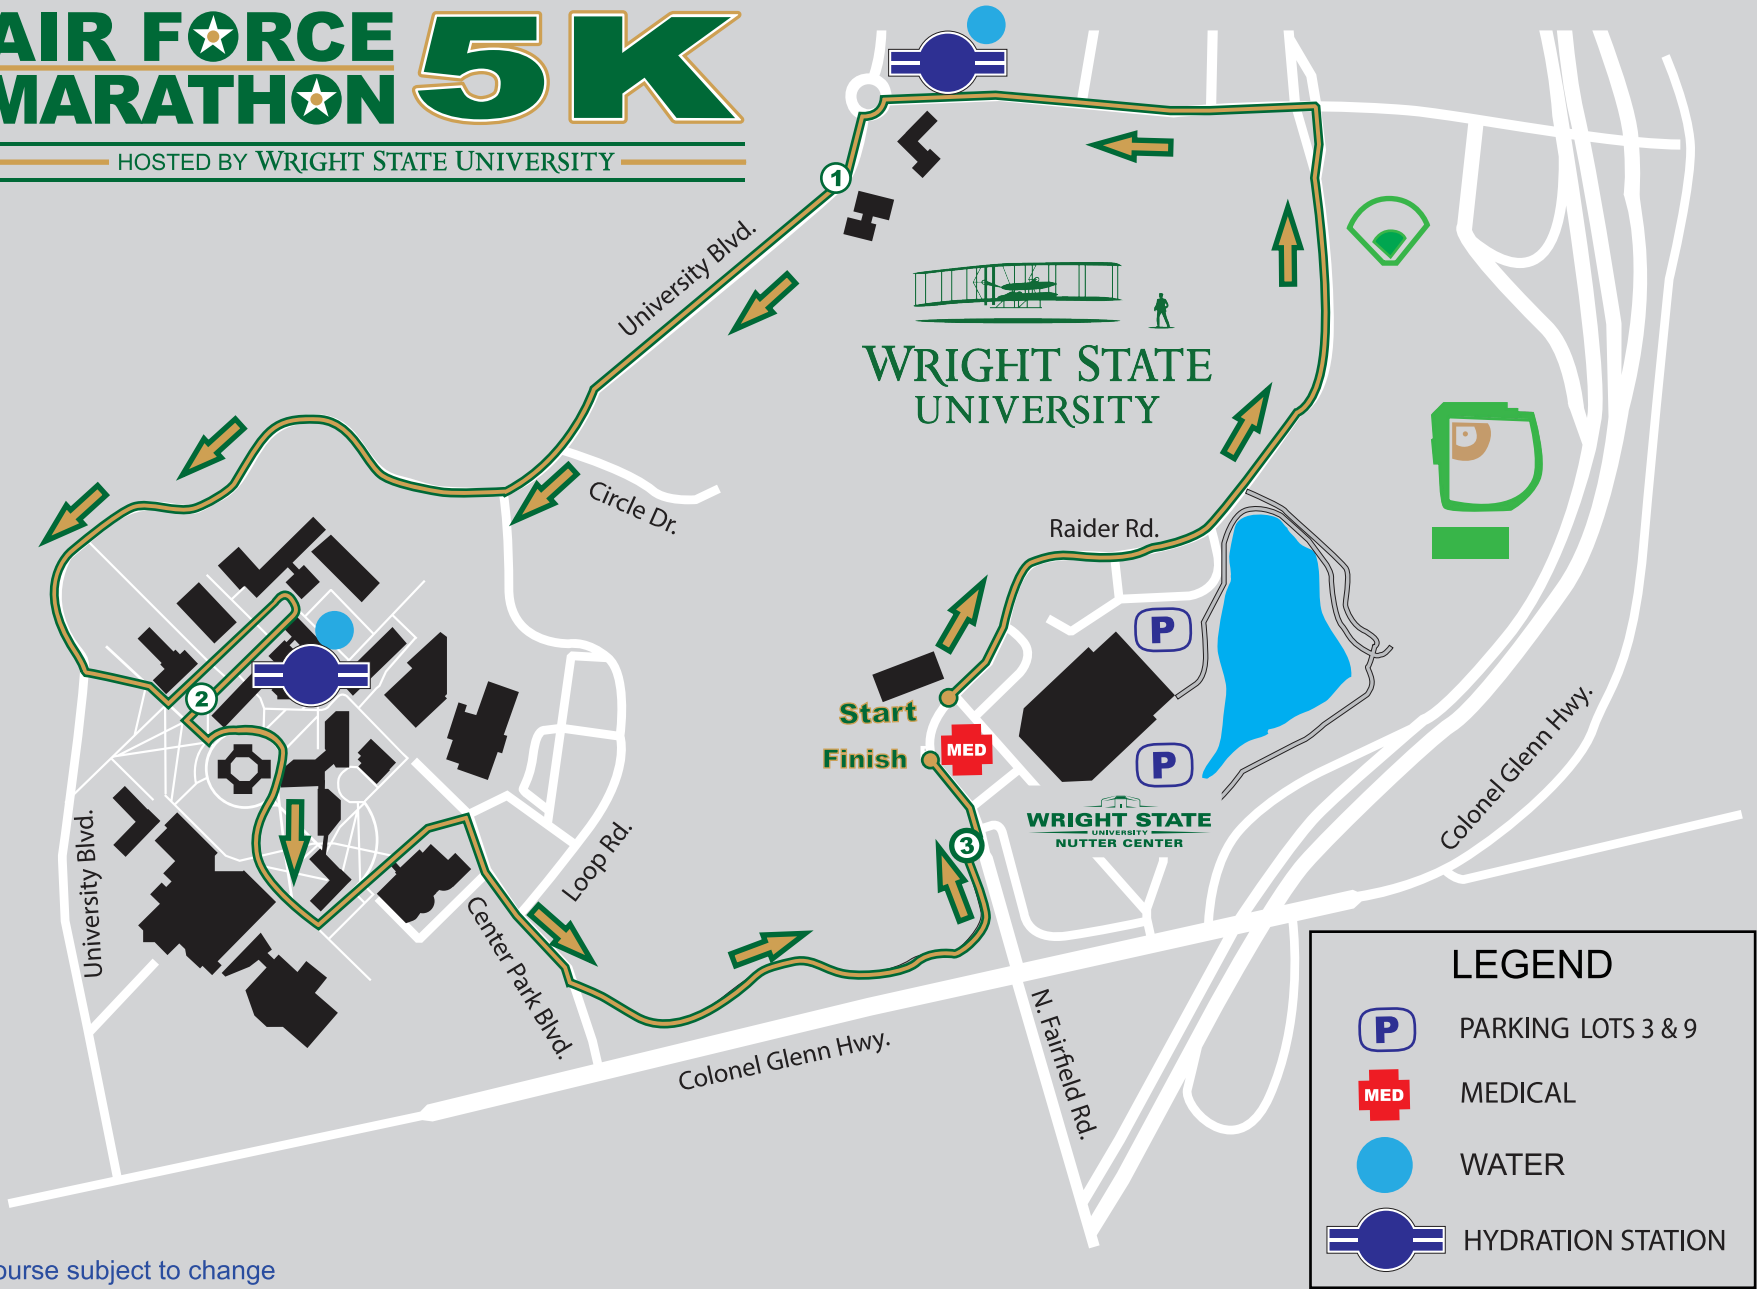 AIR FORCE
MARATHON
5K
HOSTED BY WRIGHT STATE UNIVERSITY
1
University Blvd.
WRIGHT STATE
UNIVERSITY
Circle Dr.
Raider Rd.
P
2
Start
MED
Finish
P
WRIGHT STATE
UNIVERSITY
NUTTER CENTER
3
Colonel Glenn Hwy.
University Blvd.
Loop Rd.
Center Park Blvd.
N. Fairfield Rd.
Colonel Glenn Hwy.
LEGEND
P PARKING LOTS 3 & 9
MED MEDICAL
WATER
HYDRATION STATION
ourse subject to change